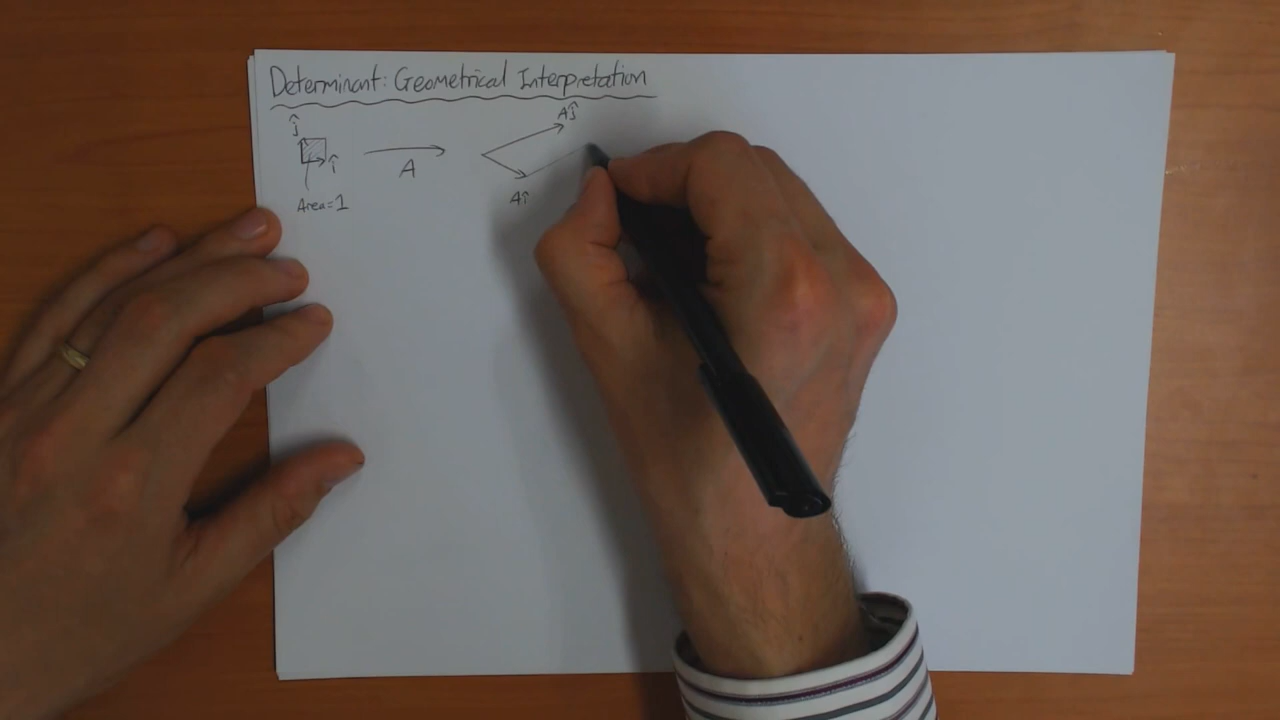 Determinant: Geometrical Interpretation
Aĵ
ĵ
î
A
Aî
Area=1